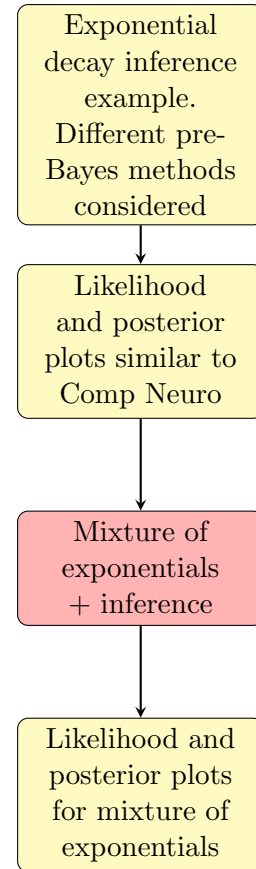 Exponential
decay inference
example.
Different pre-
Bayes methods
considered
Likelihood
and posterior
plots similar to
Comp Neuro
Mixture of
exponentials
+ inference
Likelihood and
posterior plots
for mixture of
exponentials